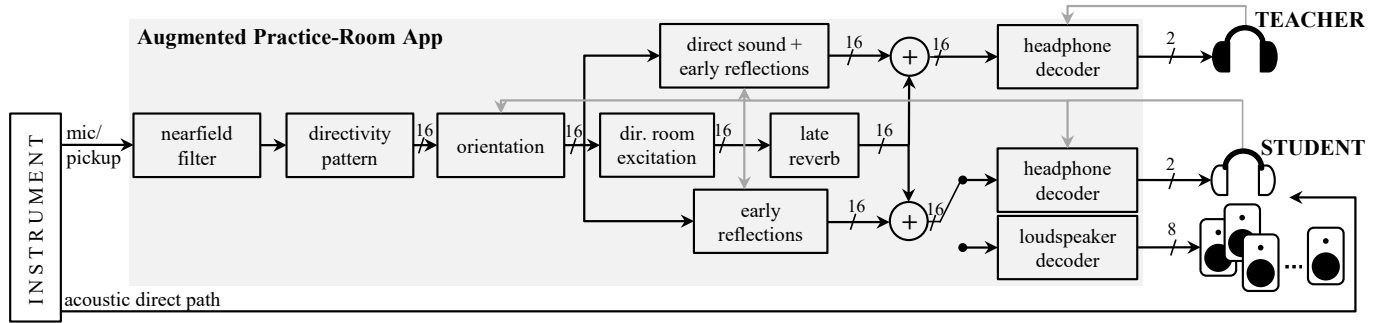 TEACHER
Augmented Practice-Room App
direct sound +
early reflections
16
16
headphone
decoder
2
INSTRUMENT
mic/
pickup
nearfield
filter
directivity
pattern
16
orientation
16
dir. room
excitation
16
late
reverb
16
STUDENT
headphone
decoder
2
early
reflections
16
16
loudspeaker
decoder
8
...
acoustic direct path
+
+